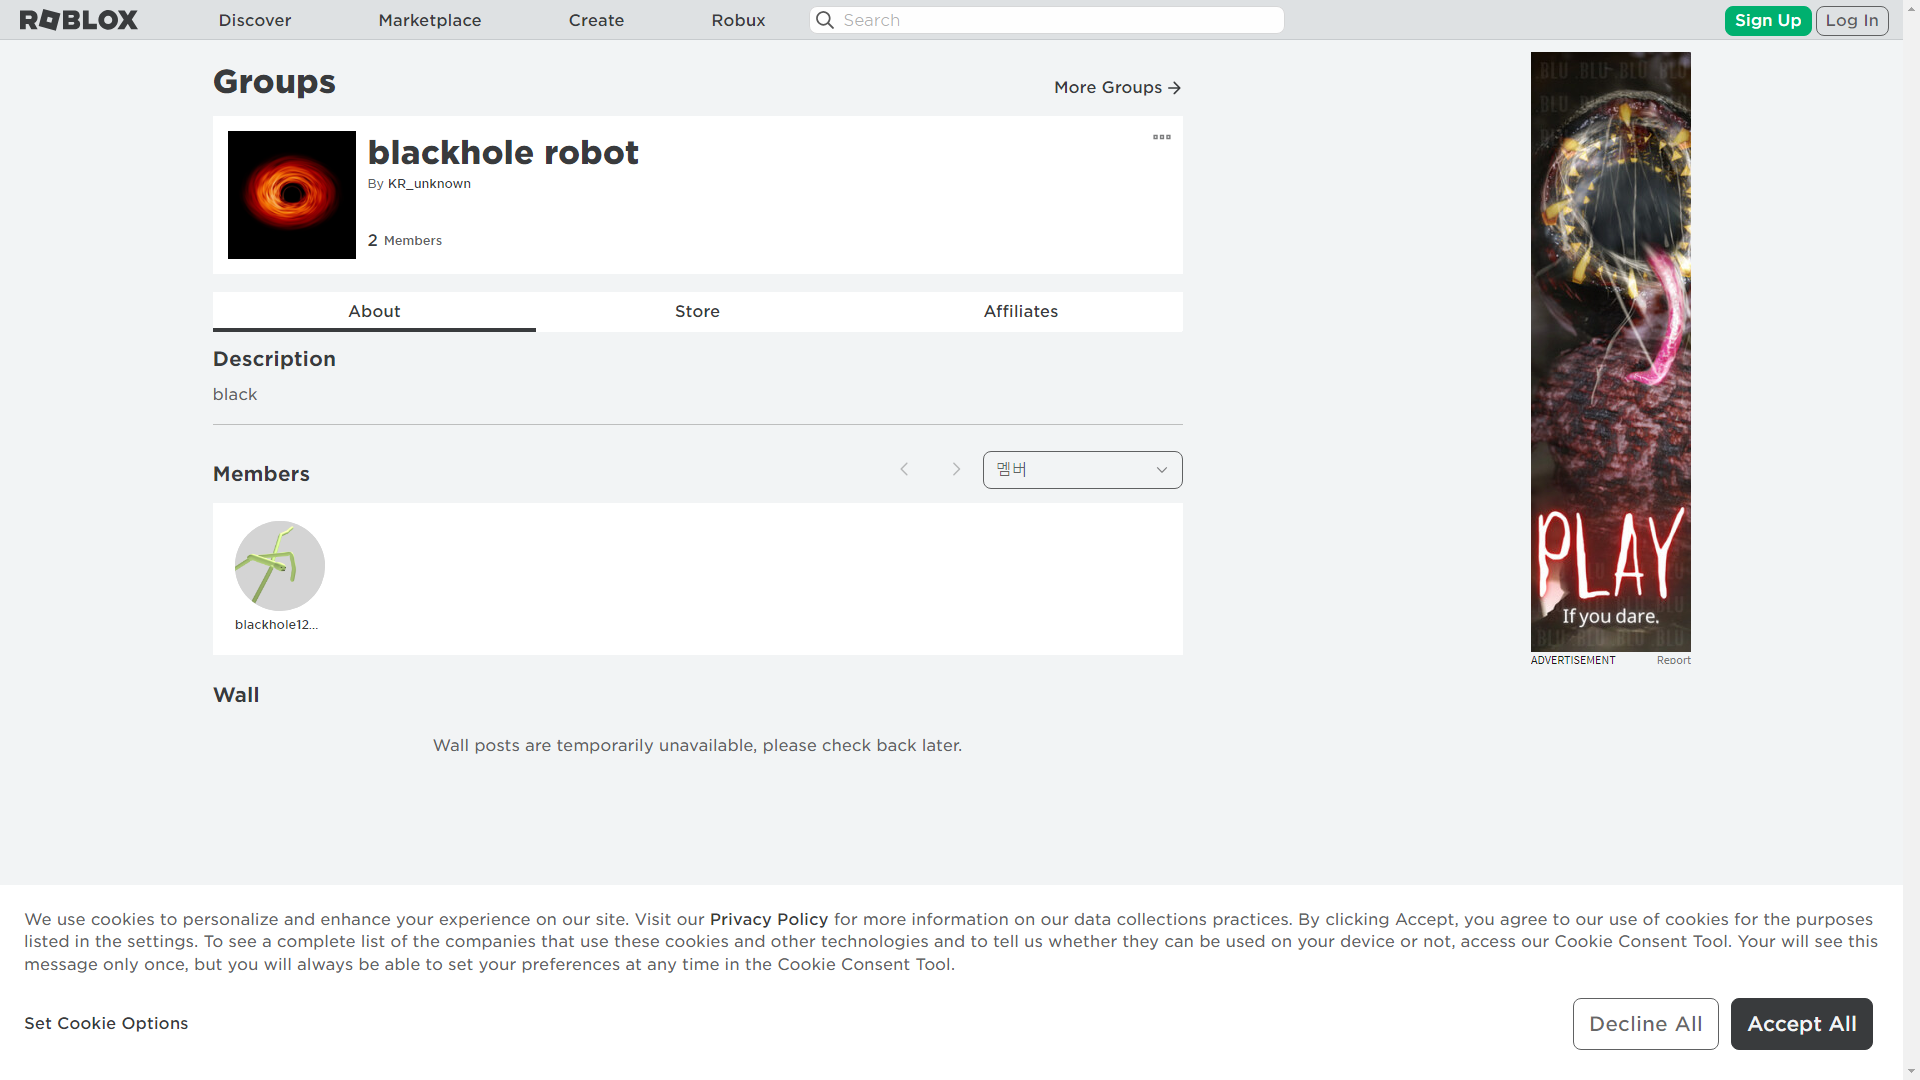 ROBLOX
Discover
Marketplace
Create
Robux
Search
Sign Up
Log In
Groups
More Groups
blackhole robot
By KR_unknown
2 Members
About
Store
Affiliates
Description
black
Members
멤버
blackhole12...
Wall
Wall posts are temporarily unavailable, please check back later.
PLAY
If you dare.
ADVERTISEMENT
Report
We use cookies to personalize and enhance your experience on our site. Visit our Privacy Policy for more information on our data collections practices. By clicking Accept, you agree to our use of cookies for the purposes
listed in the settings. To see a complete list of the companies that use these cookies and other technologies and to tell us whether they can be used on your device or not, access our Cookie Consent Tool. Your will see this
message only once, but you will always be able to set your preferences at any time in the Cookie Consent Tool.
Set Cookie Options
Decline All
Accept All